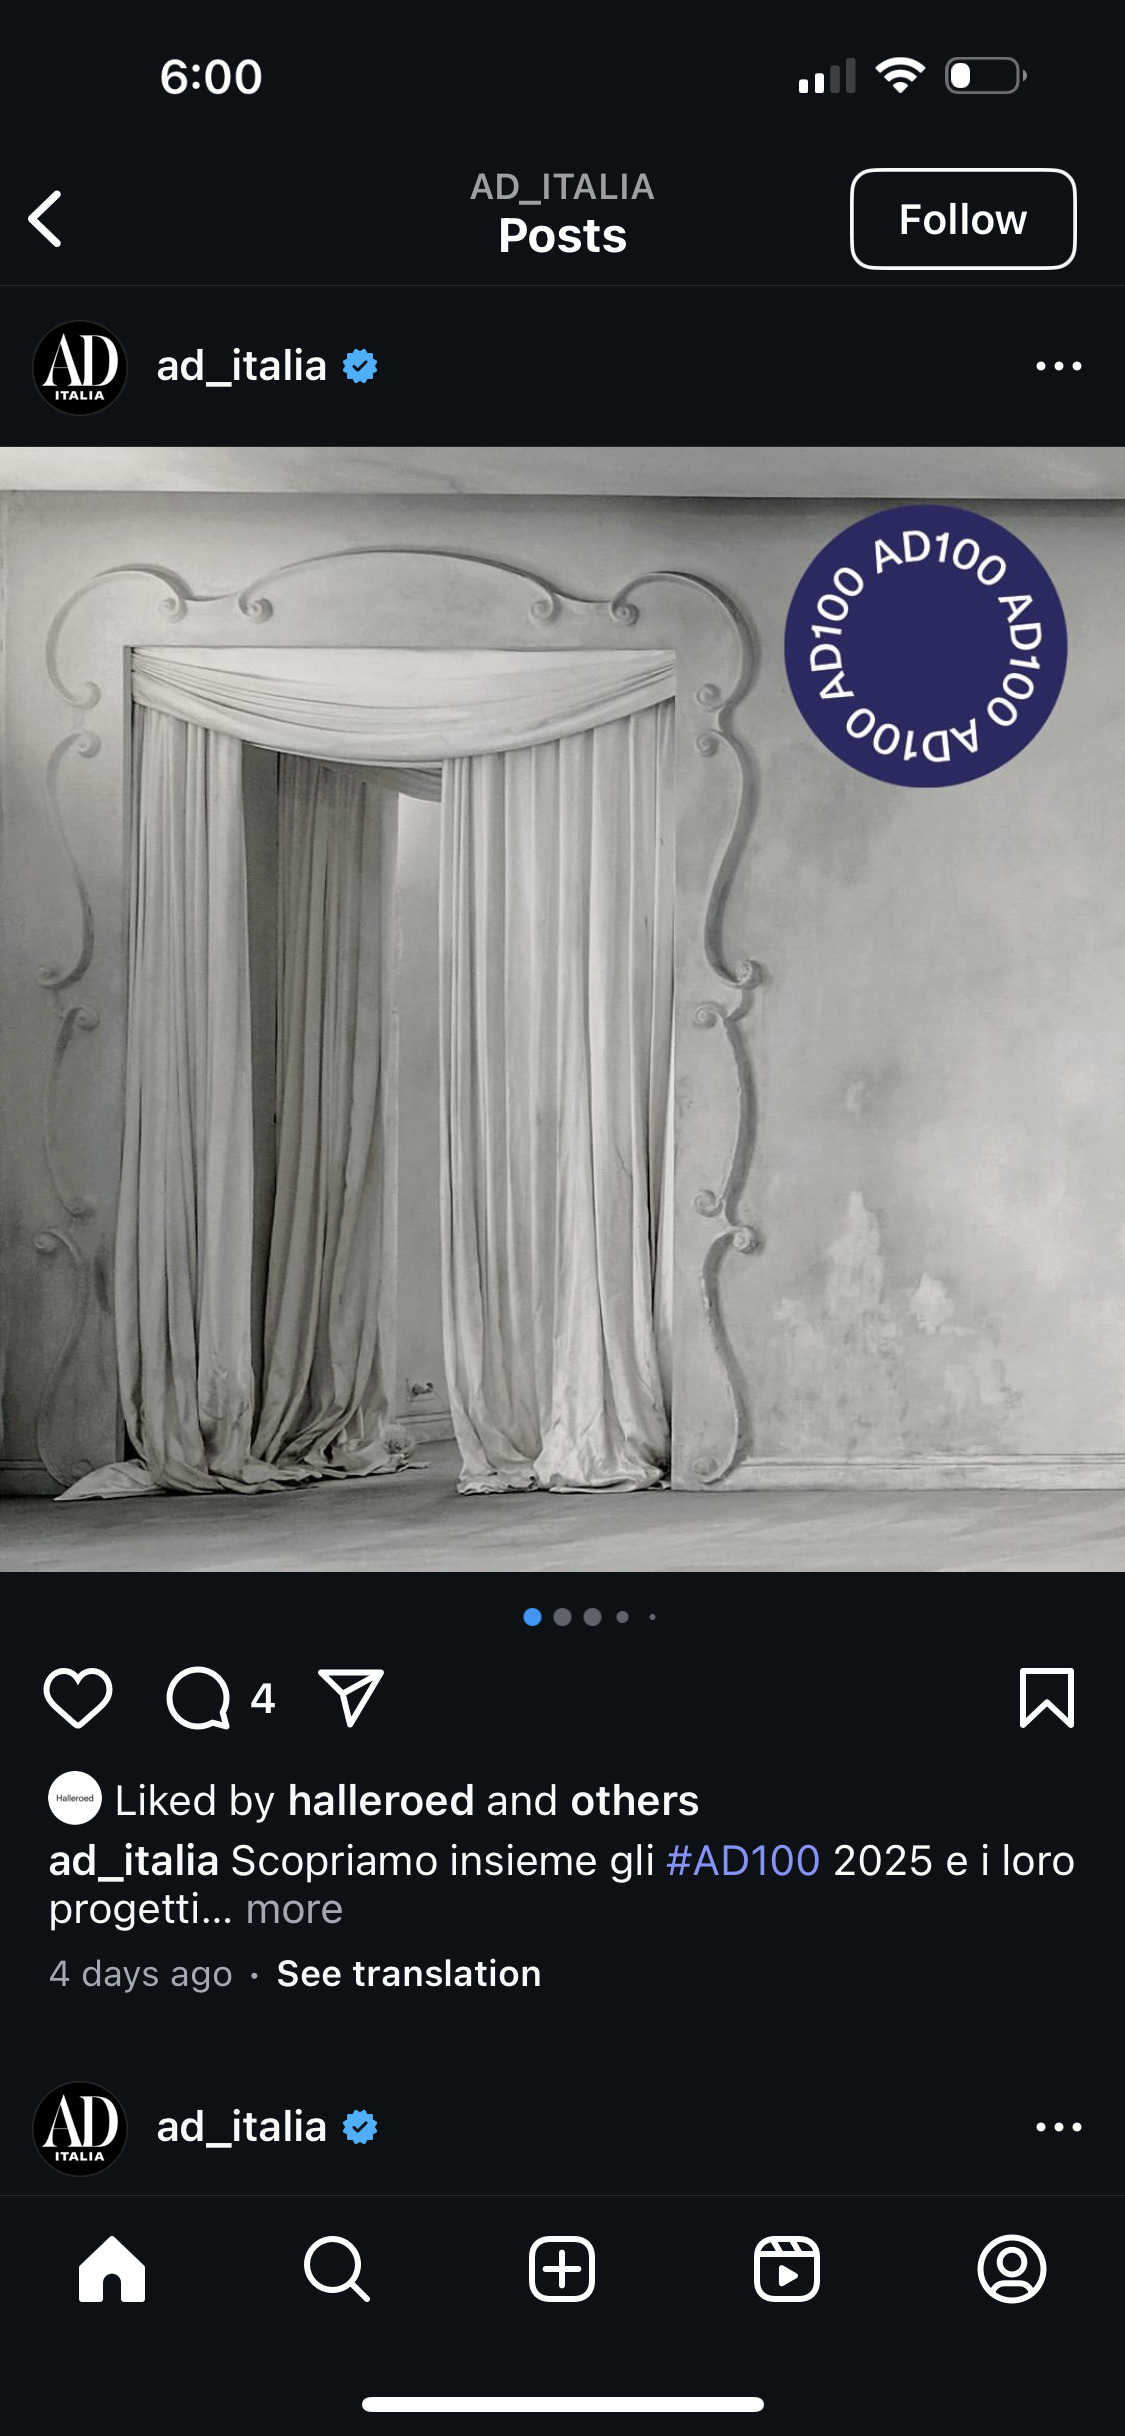 6:00
AD_ITALIA
Posts
Follow
AD
ITALIA
ad_italia
AD100 AD100 AD100 AD100
4
Halleroed
Liked by halleroed and others
ad_italia Scopriamo insieme gli #AD100 2025 e i loro
progetti... more
4 days ago · See translation
AD
ITALIA
ad_italia